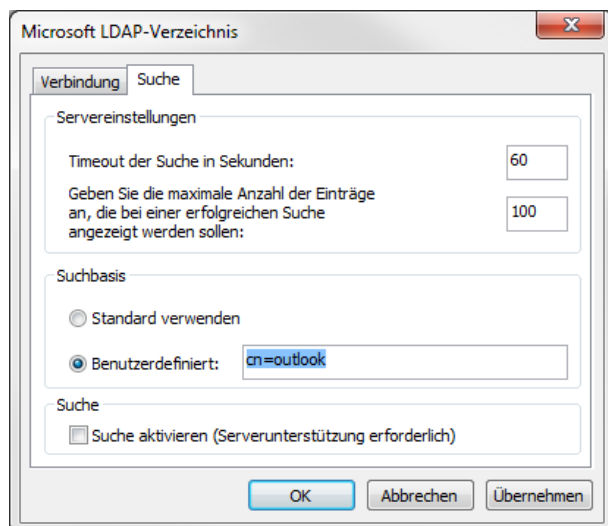 Microsoft LDAP-Verzeichnis
Verbindung
Suche
Servereinstellungen
Timeout der Suche in Sekunden:
60
Geben Sie die maximale Anzahl der Einträge
an, die bei einer erfolgreichen Suche
angezeigt werden sollen:
100
Suchbasis
Standard verwenden
Benutzerdefiniert:
cn=outlook
Suche
Suche aktivieren (Serverunterstützung erforderlich)
OK
Abbrechen
Übernehmen